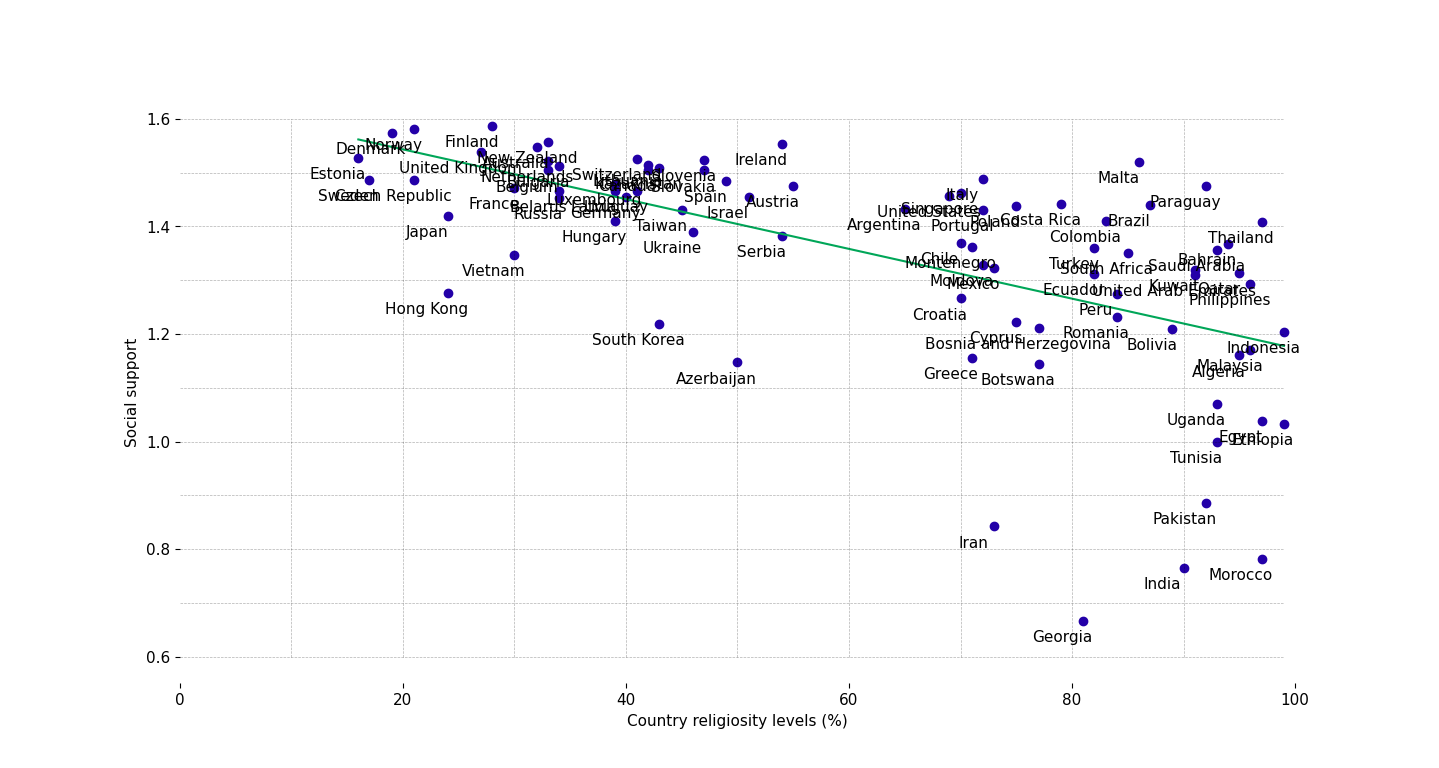 1.6
1.4
1.2
1.0
0.8
0.6
Social support
0
20
40
60
80
100
Country religiosity levels (%)
Finland
Norway
Denmark
New Zealand
Australia
Ireland
Malta
United Kingdom
Estonia
Netherlands
Switzerland
Slovenia
Slovakia
Belgium
Sweden
Czech Republic
France
Spain
Italy
Austria
Paraguay
Luxembourg
Belarus
Russia
Germany
Uruguay
Israel
Singapore
United States
Argentina
Portugal
Poland
Costa Rica
Brazil
Colombia
Taiwan
Japan
Hungary
Ukraine
Serbia
Thailand
Chile
Montenegro
Turkey
South Africa
Bahrain
Saudi Arabia
Vietnam
Moldova
Mexico
Ecuador
United Arab Emirates
Kuwait
Qatar
Philippines
Hong Kong
Croatia
Peru
Romania
South Korea
Cyprus
Bosnia and Herzegovina
Bolivia
Indonesia
Azerbaijan
Greece
Botswana
Malaysia
Algeria
Uganda
Egypt
Ethiopia
Tunisia
Pakistan
Iran
India
Morocco
Georgia